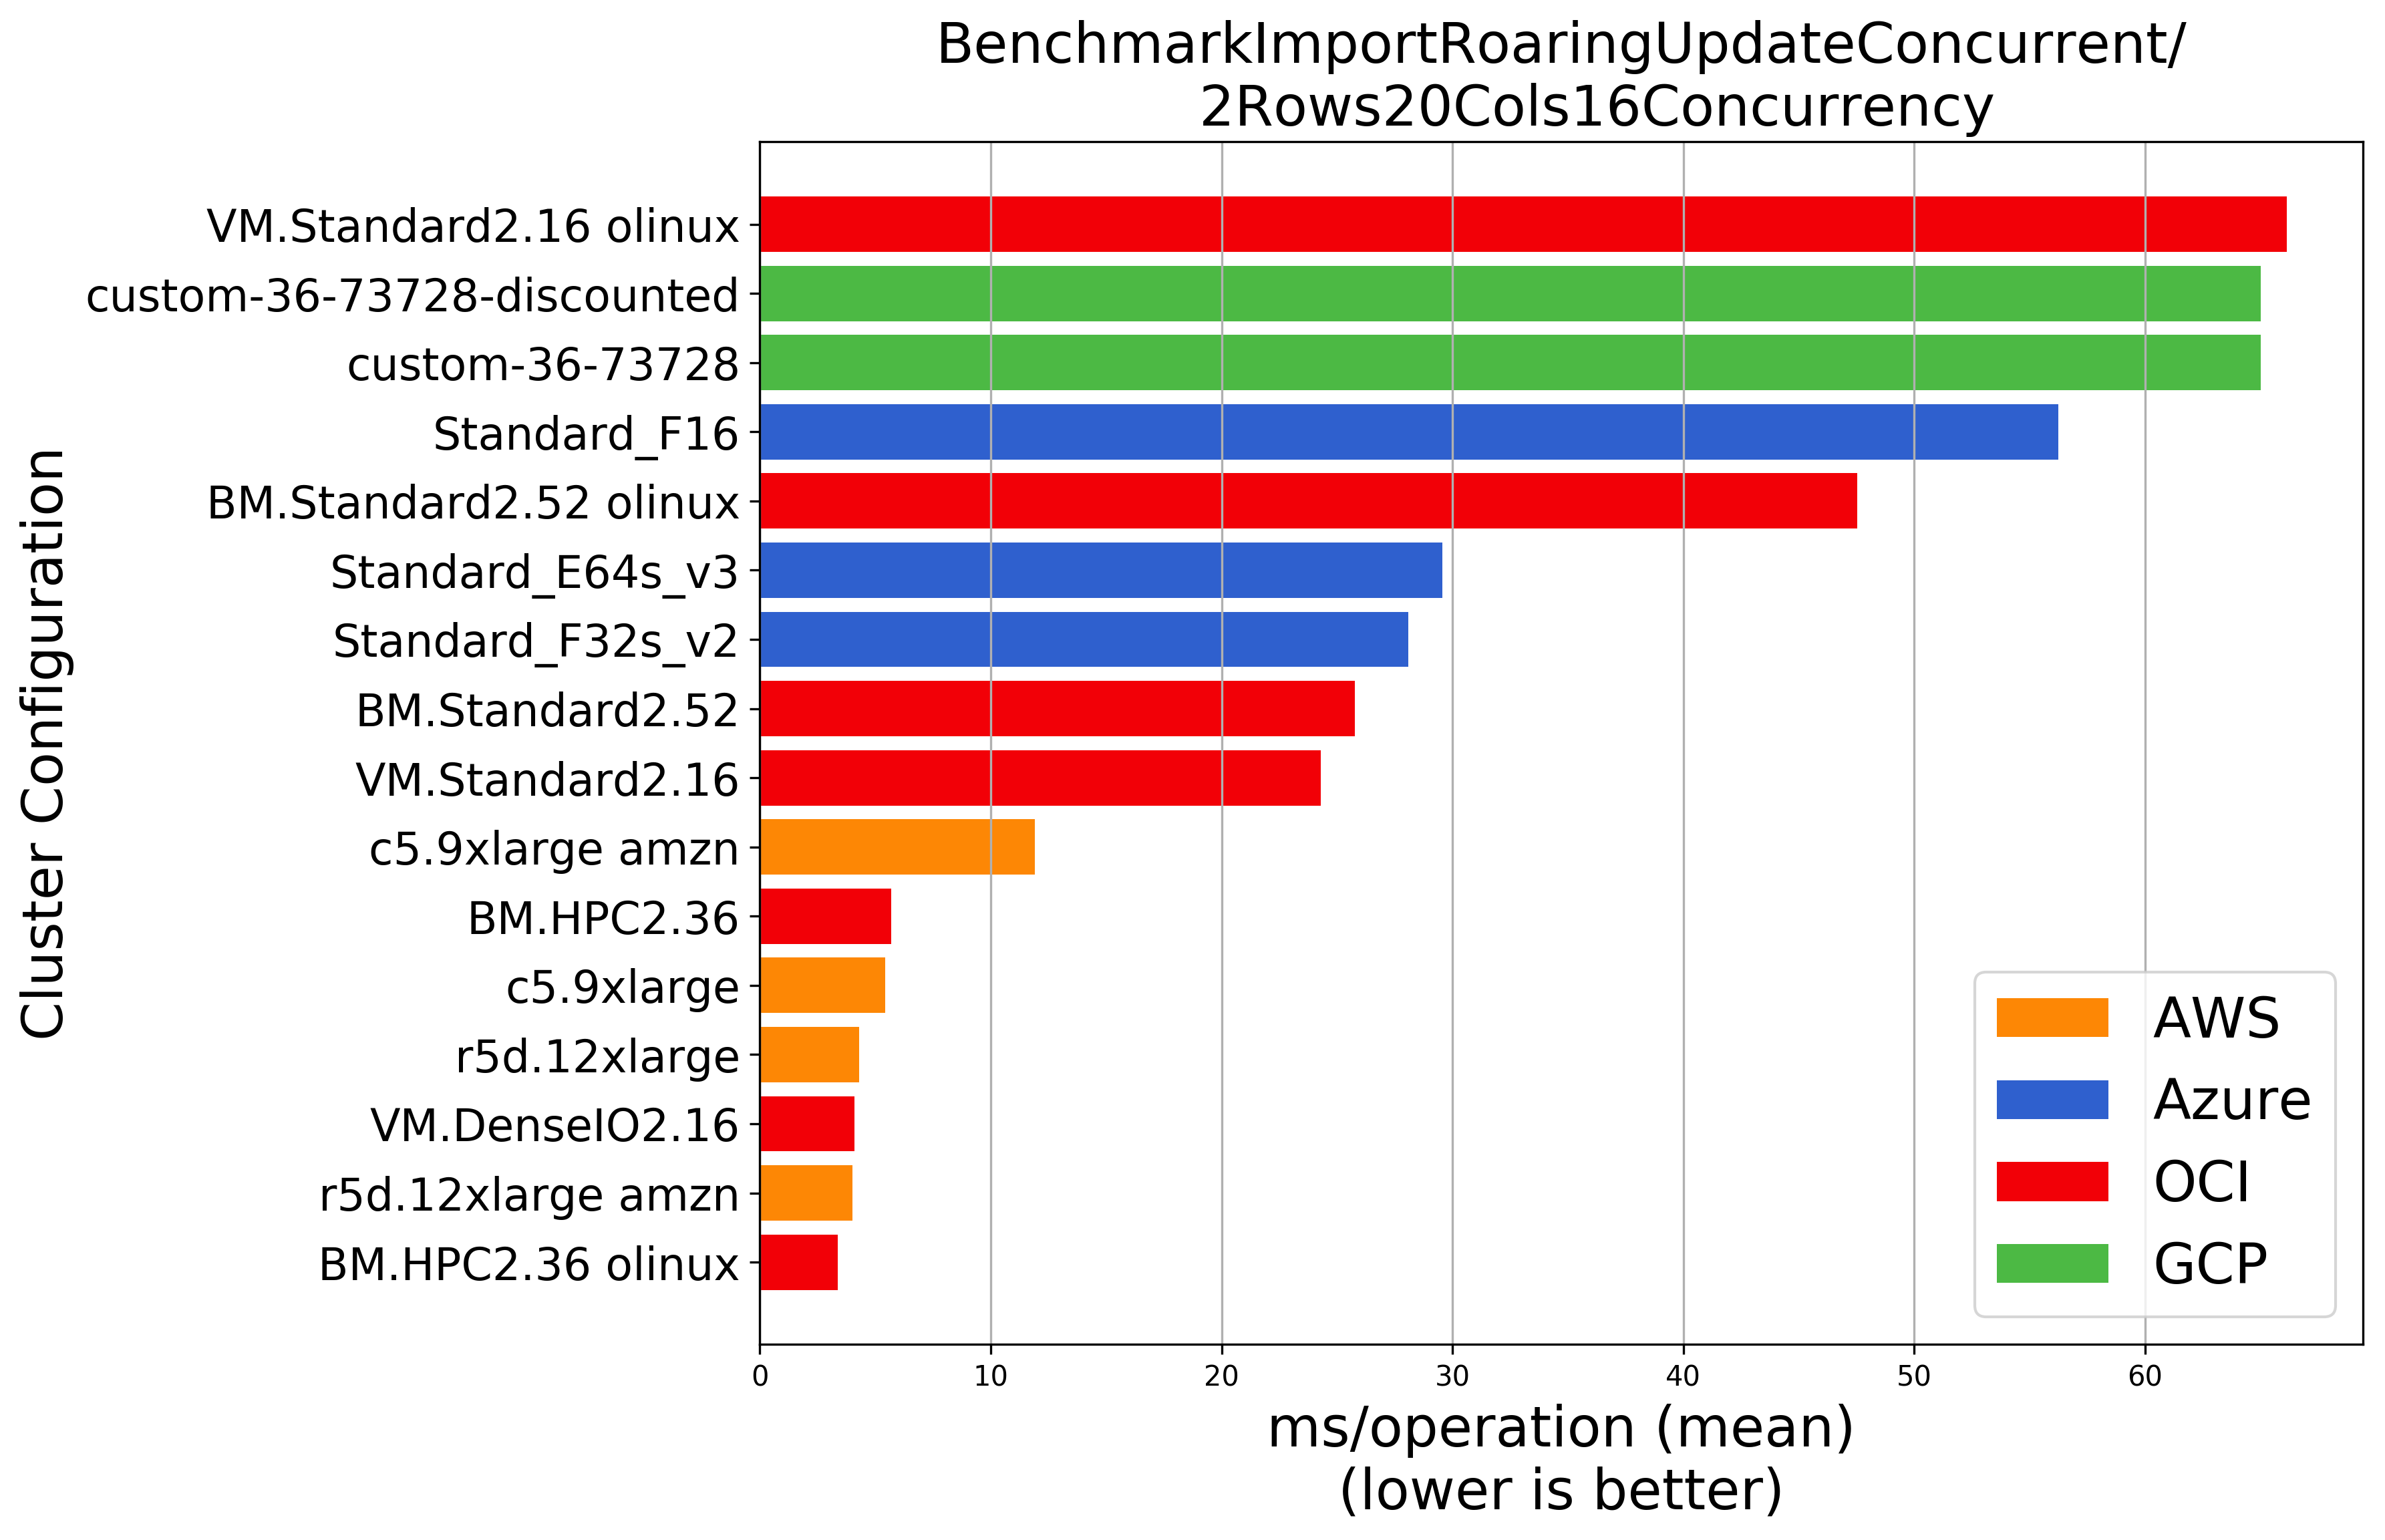 BenchmarkImportRoaringUpdateConcurrent/
2Rows20Cols16Concurrency
Cluster Configuration
VM.Standard2.16 olinux
custom-36-73728-discounted
custom-36-73728
Standard_F16
BM.Standard2.52 olinux
Standard_E64s_v3
Standard_F32s_v2
BM.Standard2.52
VM.Standard2.16
c5.9xlarge amzn
BM.HPC2.36
c5.9xlarge
r5d.12xlarge
VM.DenseIO2.16
r5d.12xlarge amzn
BM.HPC2.36 olinux
AWS
Azure
OCI
GCP
0 10 20 30 40 50 60
ms/operation (mean)
(lower is better)